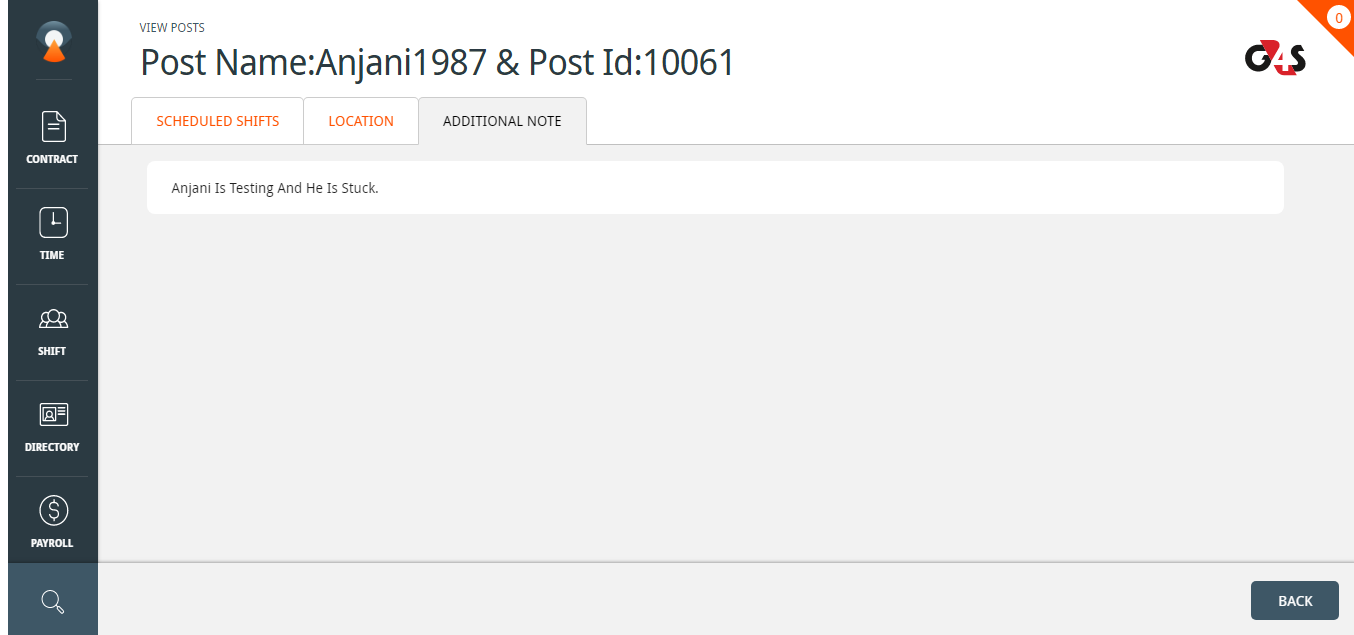 VIEW POSTS
Post Name:Anjani1987 & Post Id:10061
0
G4S
SCHEDULED SHIFTS
LOCATION
ADDITIONAL NOTE
Anjani Is Testing And He Is Stuck.
CONTRACT
TIME
SHIFT
DIRECTORY
PAYROLL
BACK